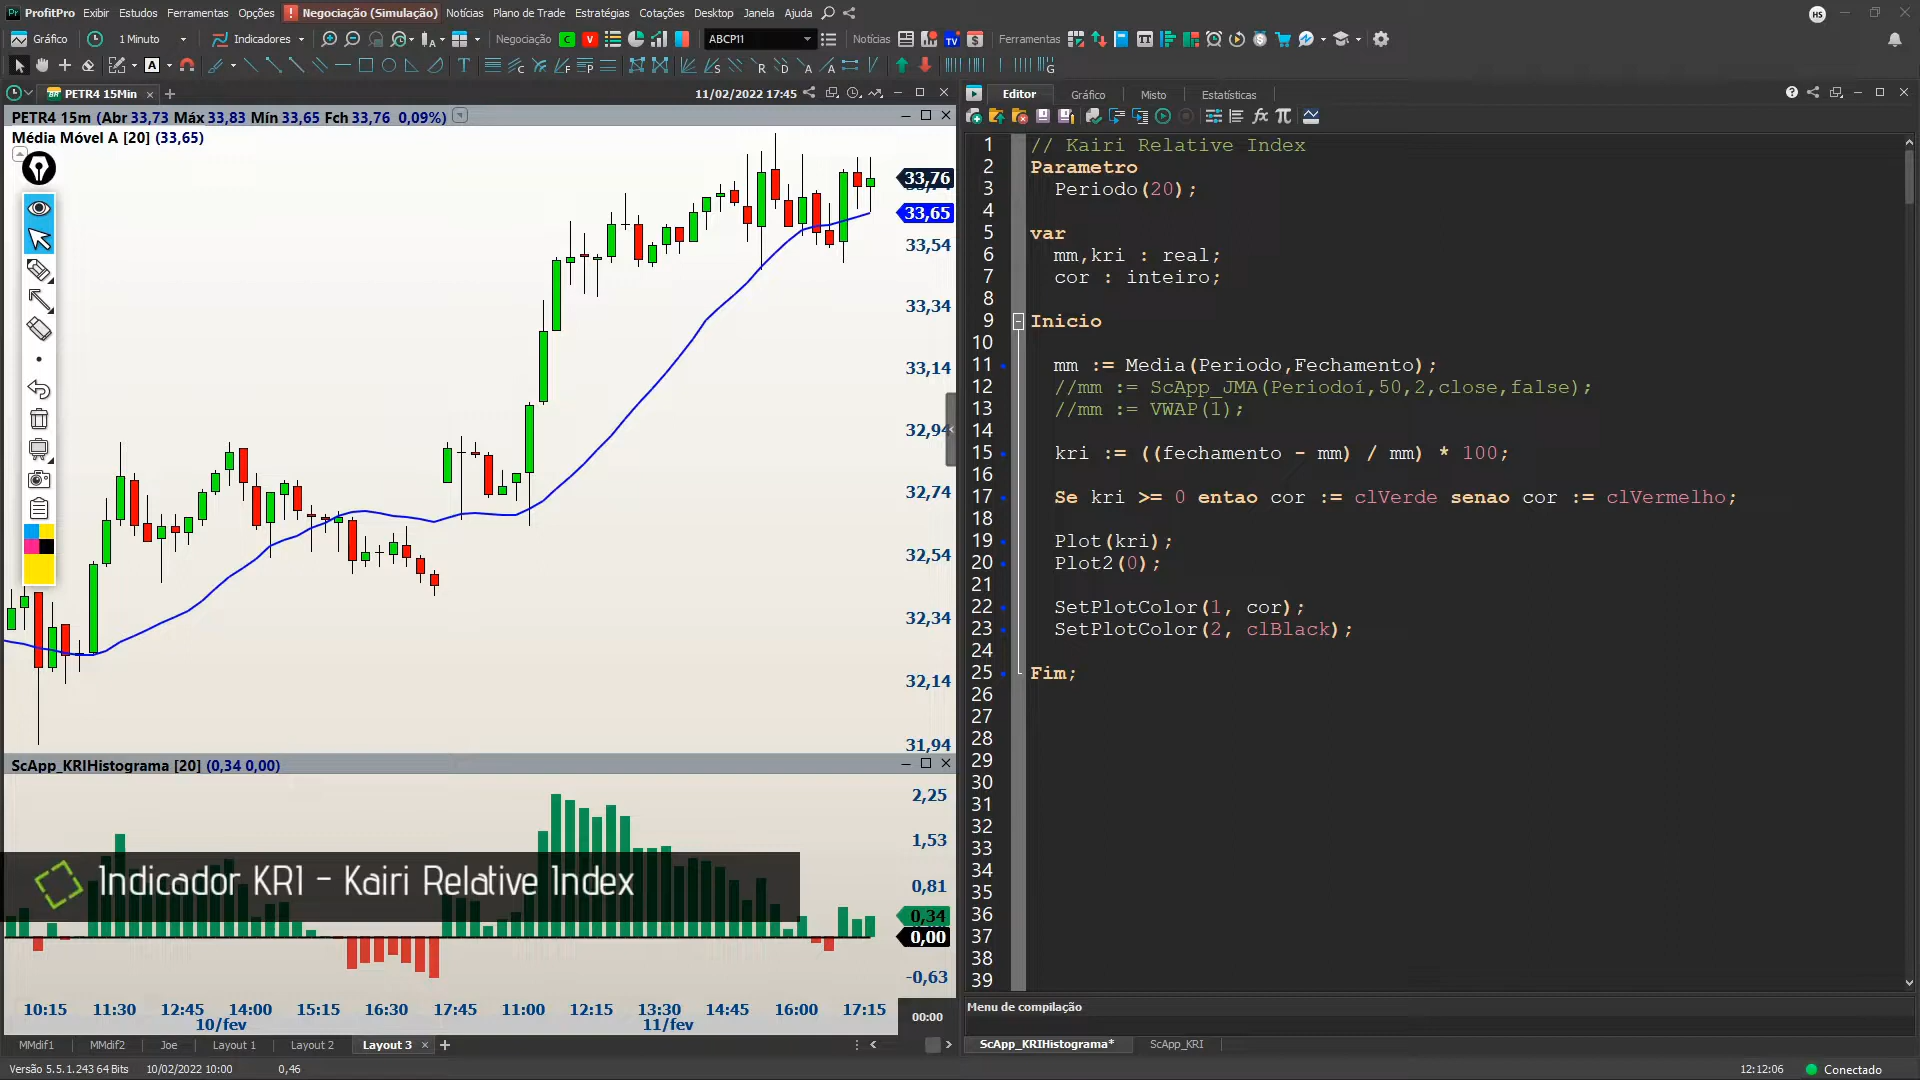 ProfitPro Exibir Estudos Ferramentas Opções Negociação (Simulação) Notícias Plano de Trade Estratégias Cotações Desktop Janela Ajuda
HS
Gráfico 1 Minuto Indicadores Negociação C V ABCP11 Notícias TV Ferramentas
PETR4 15Min 11/02/2022 17:45
PETR4 15m (Abr 33,73 Máx 33,83 Mín 33,65 Fch 33,76 0,09%)
Média Móvel A [20] (33,65)
33,76
33,65
33,54
33,34
33,14
32,94
32,74
32,54
32,34
32,14
31,94
ScApp_KRIHistograma [20] (0,34 0,00)
2,25
1,53
0,81
0,34
0,00
-0,63
Indicador KRI - Kairi Relative Index
10:15 11:30 12:45 14:00 15:15 16:30 17:45 11:00 12:15 13:30 14:45 16:00 17:15
10/fev 11/fev
00:00
MMdif1 MMdif2 Joe Layout 1 Layout 2 Layout 3
Versão 5.5.1.243 64 Bits 10/02/2022 10:00 0,46
Editor Gráfico Misto Estatísticas
1 // Kairi Relative Index
2 Parametro
3 Periodo(20);
4
5 var
6 mm,kri : real;
7 cor : inteiro;
8
9 Inicio
10
11 mm := Media(Periodo,Fechamento);
12 //mm := ScApp_JMA(Periodoí,50,2,close,false);
13 //mm := VWAP(1);
14
15 kri := ((fechamento - mm) / mm) * 100;
16
17 Se kri >= 0 entao cor := clVerde senao cor := clVermelho;
18
19 Plot(kri);
20 Plot2(0);
21
22 SetPlotColor(1, cor);
23 SetPlotColor(2, clBlack);
24
25 Fim;
26
27
28
29
30
31
32
33
34
35
36
37
38
39
Menu de compilação
ScApp_KRIHistograma* ScApp_KRI
12:12:06 Conectado